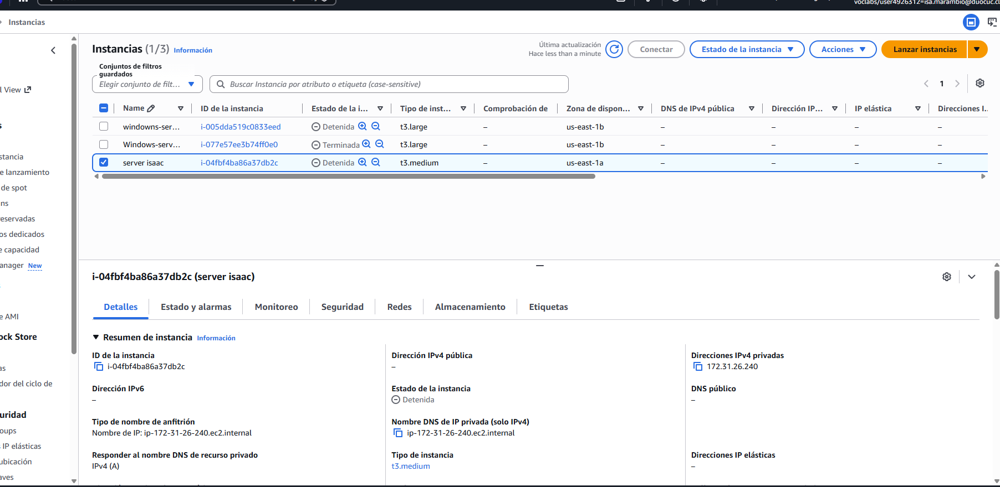 voclabs/user4926312=isa.marambio@duocuc.cl
Instancias
Instancias (1/3) Información
Última actualización
Hace less than a minute
Conectar
Estado de la instancia
Acciones
Lanzar instancias
Conjuntos de filtros
guardados
Elegir conjunto de filt...
Buscar Instancia por atributo o etiqueta (case-sensitive)
1
Name ID de la instancia Estado de la i... Tipo de inst... Comprobación de Zona de dispon... DNS de IPv4 pública Dirección IP... IP elástica Direcciones I...
windowns-ser... i-005dda519c0833eed Detenida t3.large – us-east-1b – – – –
Windows-serv... i-077e57ee3b74ff0e0 Terminada t3.large – us-east-1b – – – –
server isaac i-04fbf4ba86a37db2c Detenida t3.medium – us-east-1a – – – –
l View
s
stancia
e lanzamiento
de spot
ns
reservadas
os dedicados
e capacidad
anager New
e AMI
ock Store
as
dor del ciclo de
uridad
oups
s IP elásticas
ubicación
aves
i-04fbf4ba86a37db2c (server isaac)
Detalles Estado y alarmas Monitoreo Seguridad Redes Almacenamiento Etiquetas
Resumen de instancia Información
ID de la instancia
i-04fbf4ba86a37db2c
Dirección IPv4 pública
–
Direcciones IPv4 privadas
172.31.26.240
Dirección IPv6
–
Estado de la instancia
Detenida
DNS público
–
Tipo de nombre de anfitrión
Nombre de IP: ip-172-31-26-240.ec2.internal
Nombre DNS de IP privada (solo IPv4)
ip-172-31-26-240.ec2.internal
Responder al nombre DNS de recurso privado
IPv4 (A)
Tipo de instancia
t3.medium
Direcciones IP elásticas
–